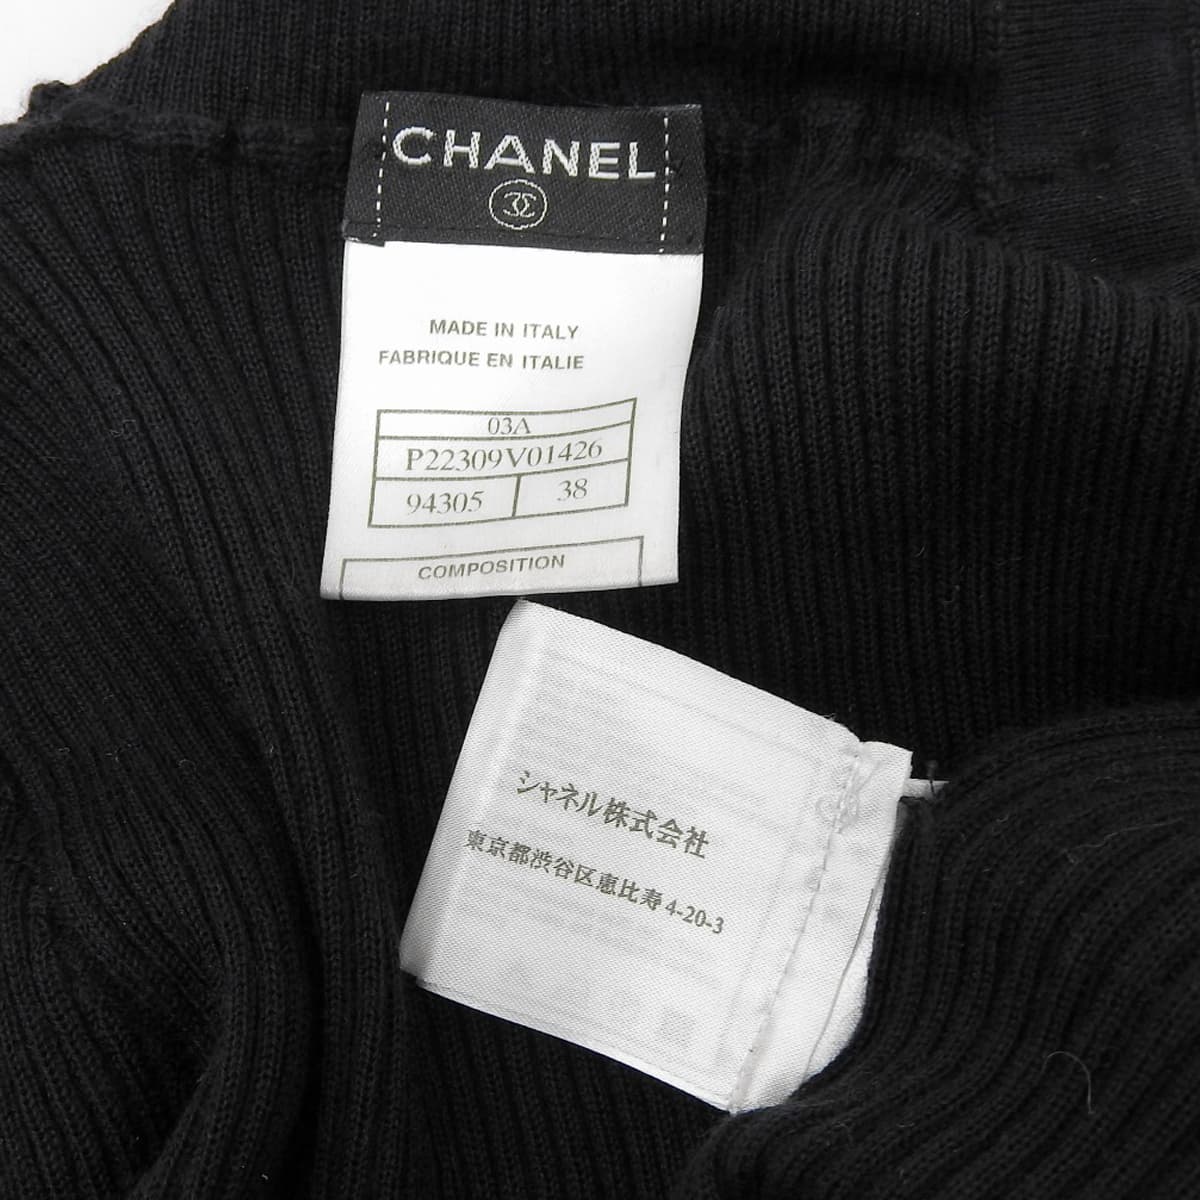 CHANEL
MADE IN ITALY
FABRIQUE EN ITALIE
03A
P22309V01426
94305 38
COMPOSITION
シャネル株式会社
東京都渋谷区恵比寿4-20-3